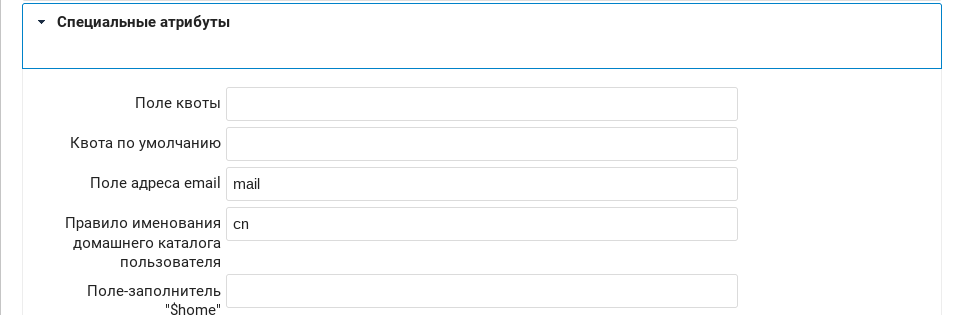 Специальные атрибуты
Поле квоты
Квота по умолчанию
Поле адреса email mail
Правило именования cn
домашнего каталога
пользователя
Поле-заполнитель
"$home"